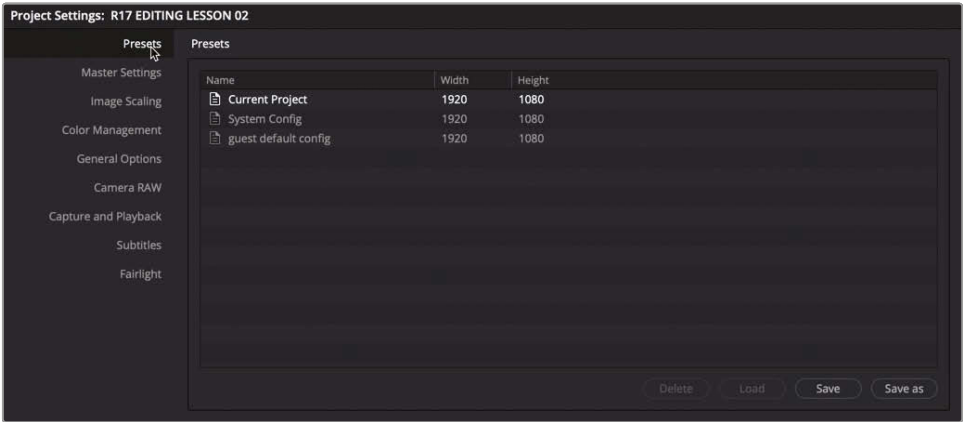 Project Settings: R17 EDITING LESSON 02
Presets
Master Settings
Image Scaling
Color Management
General Options
Camera RAW
Capture and Playback
Subtitles
Fairlight
Presets
Name Width Height
Current Project 1920 1080
System Config 1920 1080
guest default config 1920 1080
Delete Load Save Save as